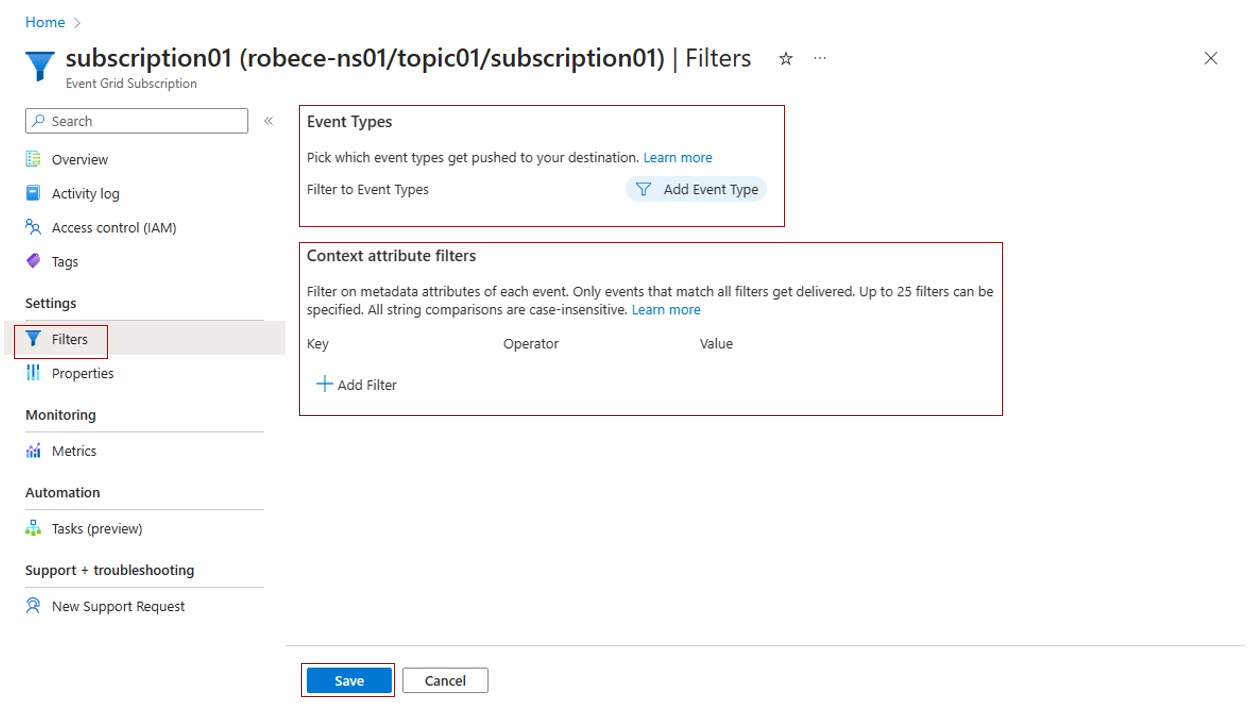 Home
subscription01 (robece-ns01/topic01/subscription01) | Filters
Event Grid Subscription
Search
Overview
Activity log
Access control (IAM)
Tags
Settings
Filters
Properties
Monitoring
Metrics
Automation
Tasks (preview)
Support + troubleshooting
New Support Request
Event Types
Pick which event types get pushed to your destination. Learn more
Filter to Event Types
Add Event Type
Context attribute filters
Filter on metadata attributes of each event. Only events that match all filters get delivered. Up to 25 filters can be
specified. All string comparisons are case-insensitive. Learn more
Key Operator Value
Add Filter
Save Cancel